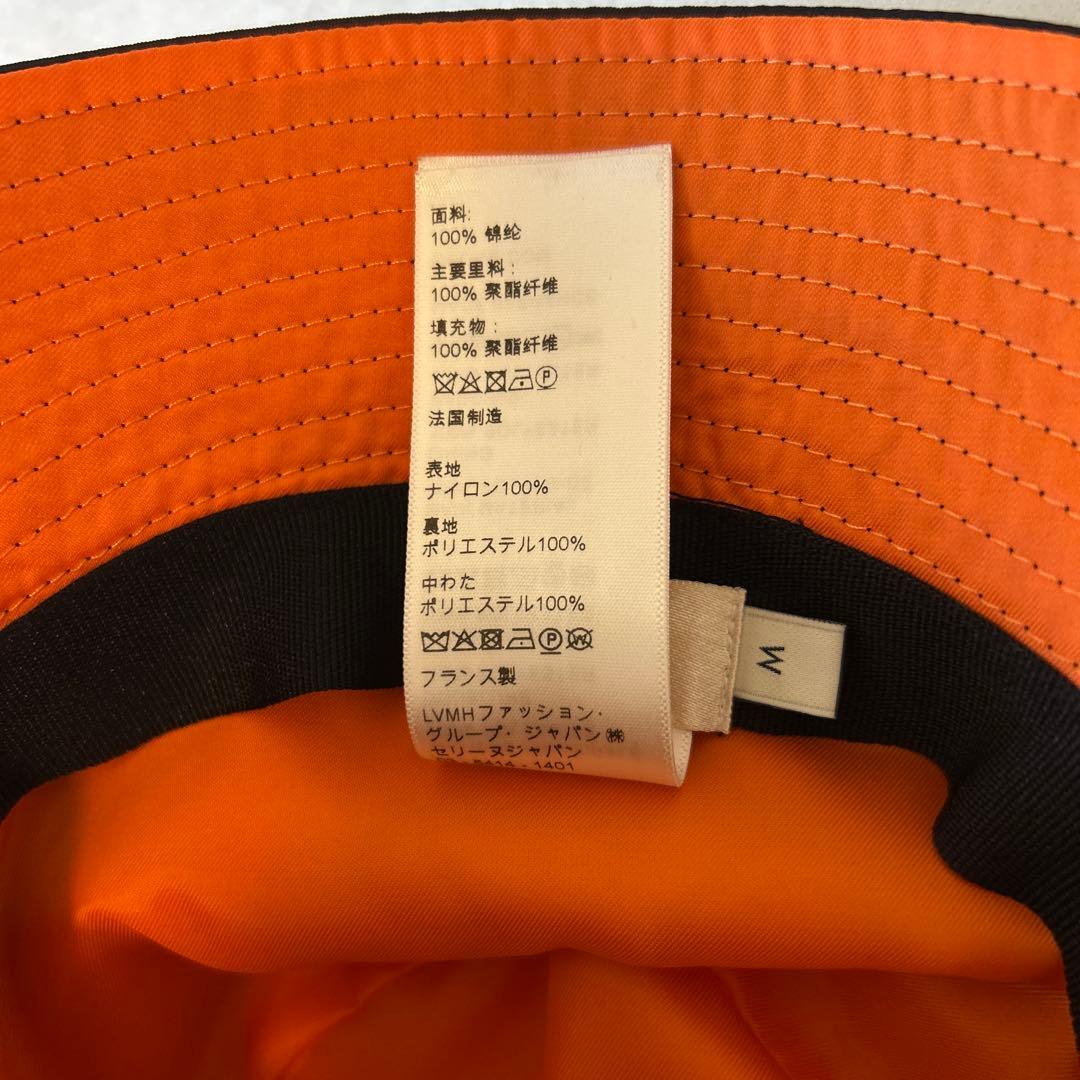 面料:
100% 锦纶
主要里料:
100% 聚酯纤维
填充物:
100% 聚酯纤维
P
法国制造
表地
ナイロン100%
裏地
ポリエステル100%
中わた
ポリエステル100%
P W
フランス製
LVMHファッション・
グループ・ジャパン㈱
セリーヌジャパン
5414-1401
M